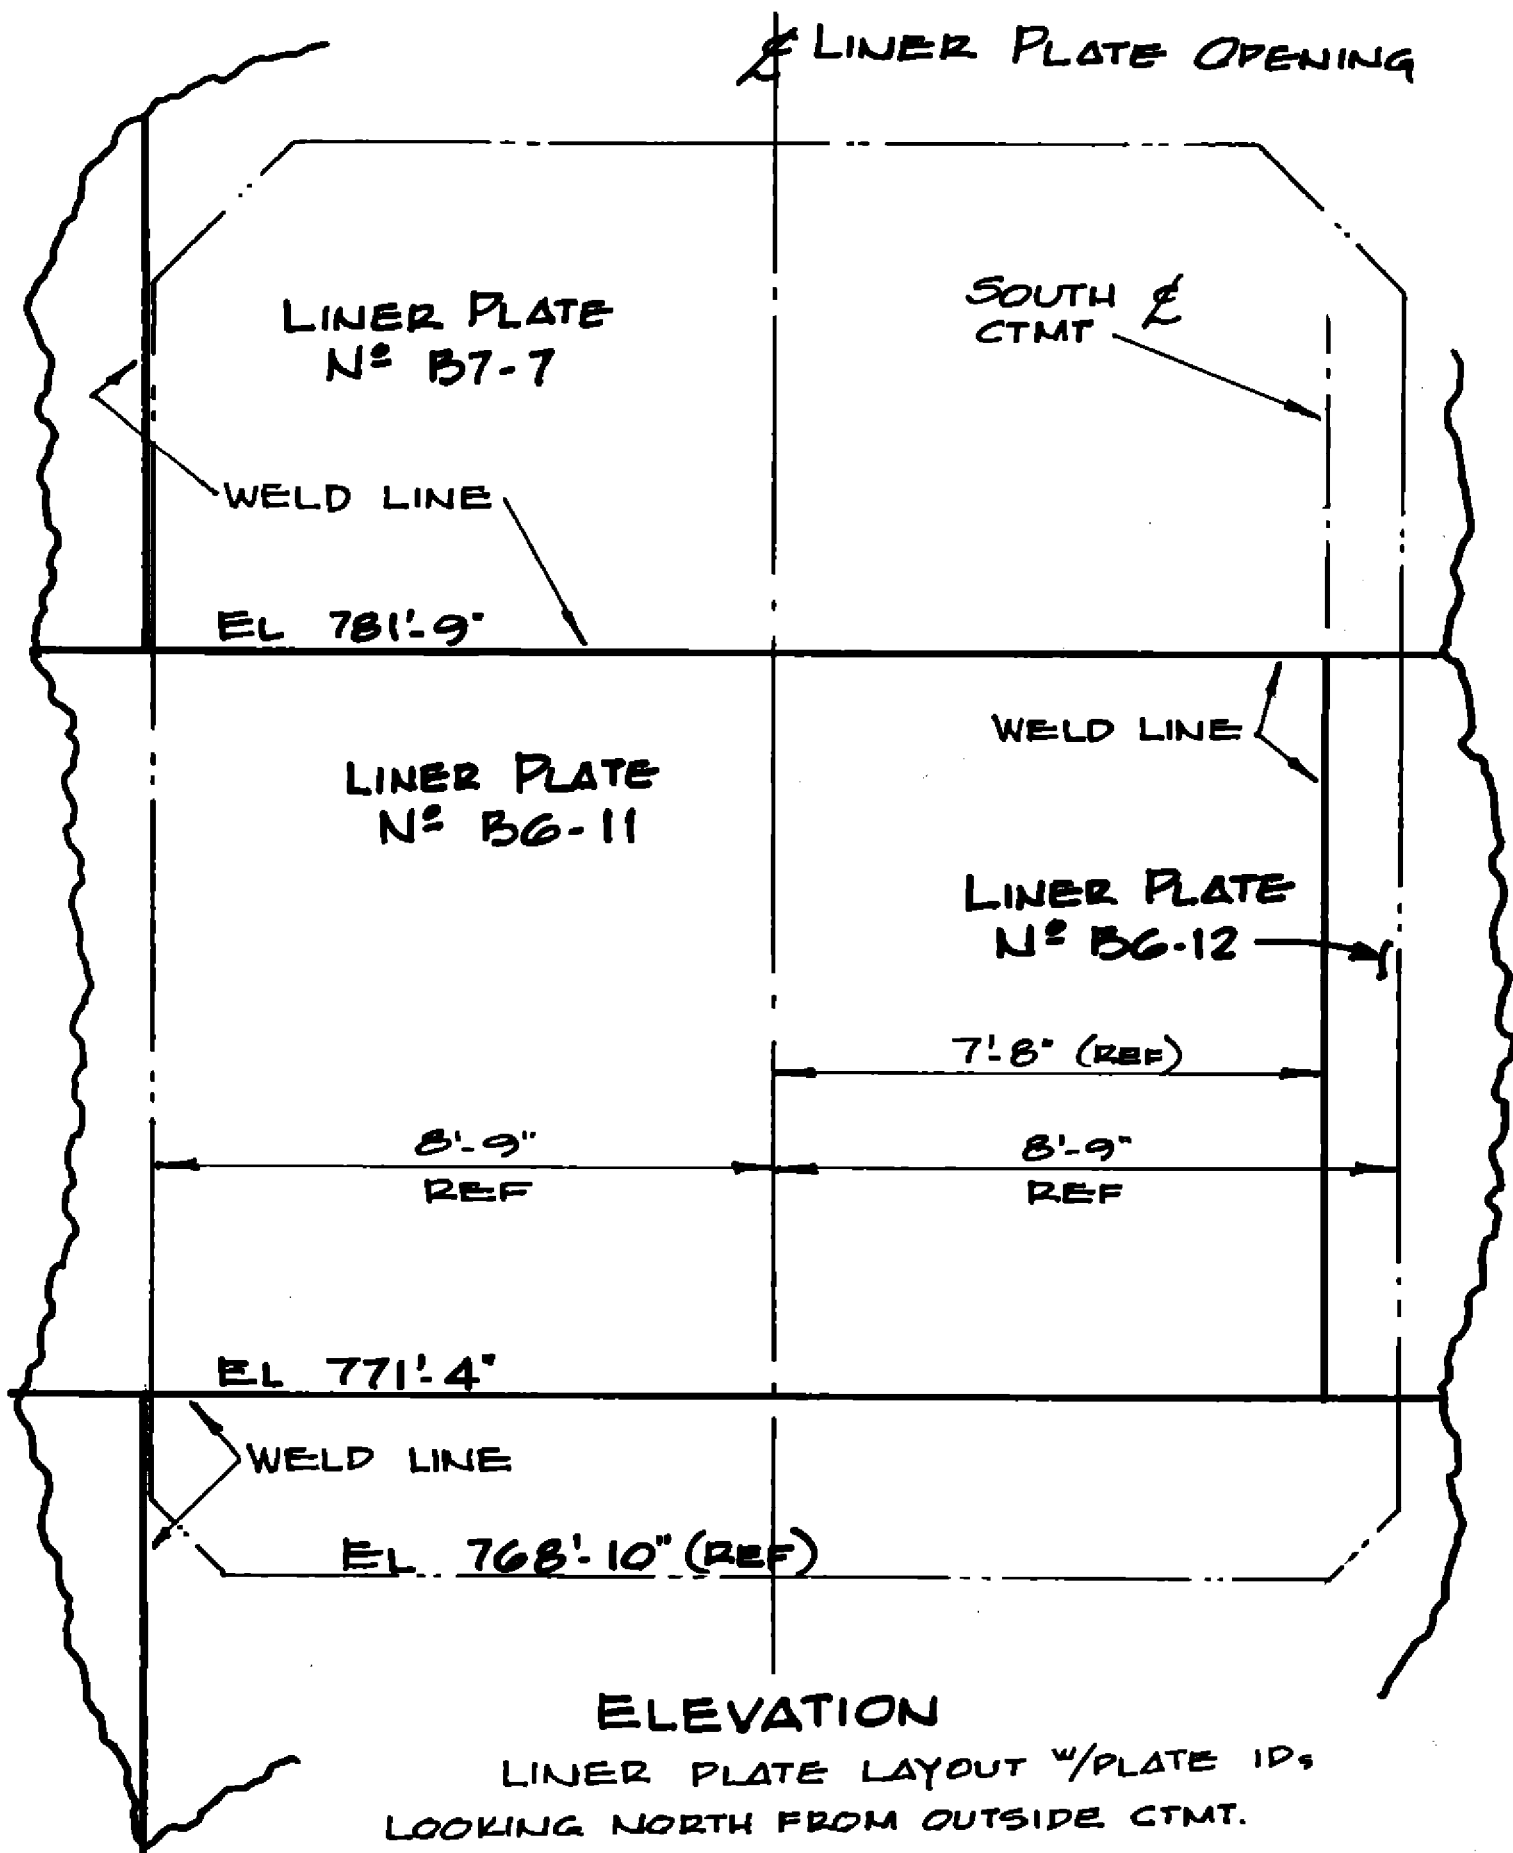 ℄ LINER PLATE OPENING
LINER PLATE
Nº B7-7
SOUTH ℄
CTMT
WELD LINE
EL 781'-9"
WELD LINE
LINER PLATE
Nº B6-11
LINER PLATE
Nº B6-12
7'-8" (REF)
8'-9"
REF
8'-9"
REF
EL 771'-4"
WELD LINE
EL 768'-10" (REF)
ELEVATION
LINER PLATE LAYOUT W/PLATE IDs
LOOKING NORTH FROM OUTSIDE CTMT.